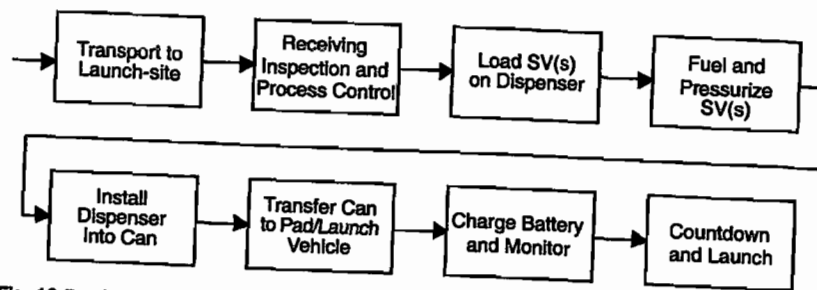 Transport to
Launch-site
Receiving
Inspection and
Process Control
Load SV(s)
on Dispenser
Fuel and
Pressurize
SV(s)
Install
Dispenser
Into Can
Transfer Can
to Pad/Launch
Vehicle
Charge Battery
and Monitor
Countdown
and Launch